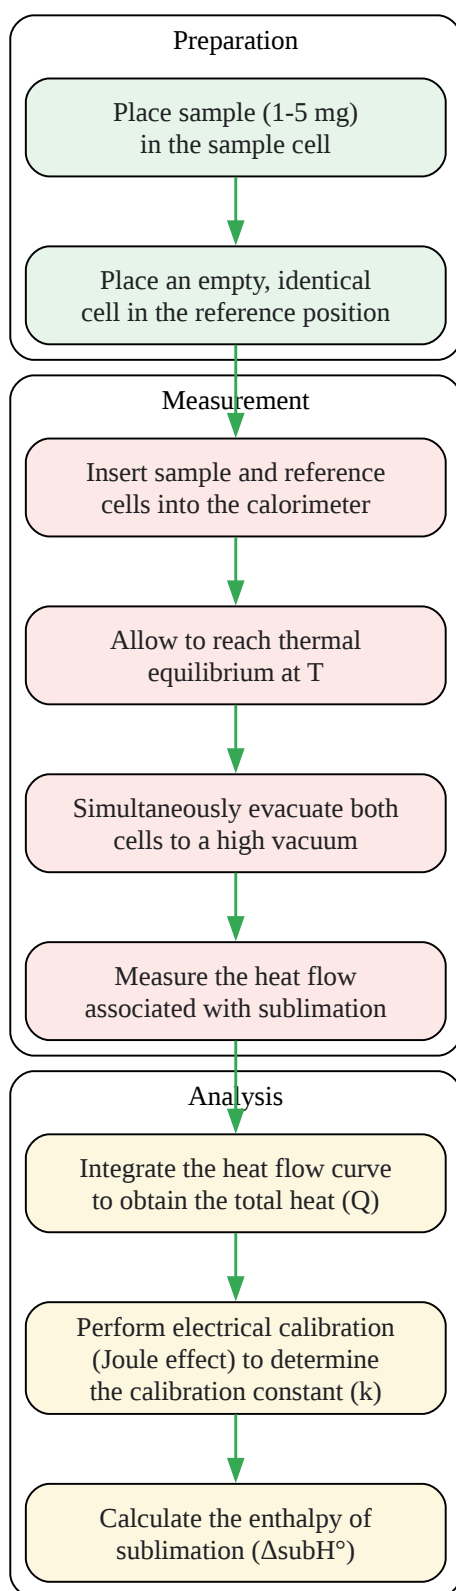 Preparation
Place sample (1-5 mg)
in the sample cell
Place an empty, identical
cell in the reference position
Measurement
Insert sample and reference
cells into the calorimeter
Allow to reach thermal
equilibrium at T
Simultaneously evacuate both
cells to a high vacuum
Measure the heat flow
associated with sublimation
Analysis
Integrate the heat flow curve
to obtain the total heat (Q)
Perform electrical calibration
(Joule effect) to determine
the calibration constant (k)
Calculate the enthalpy of
sublimation (ΔsubH°)